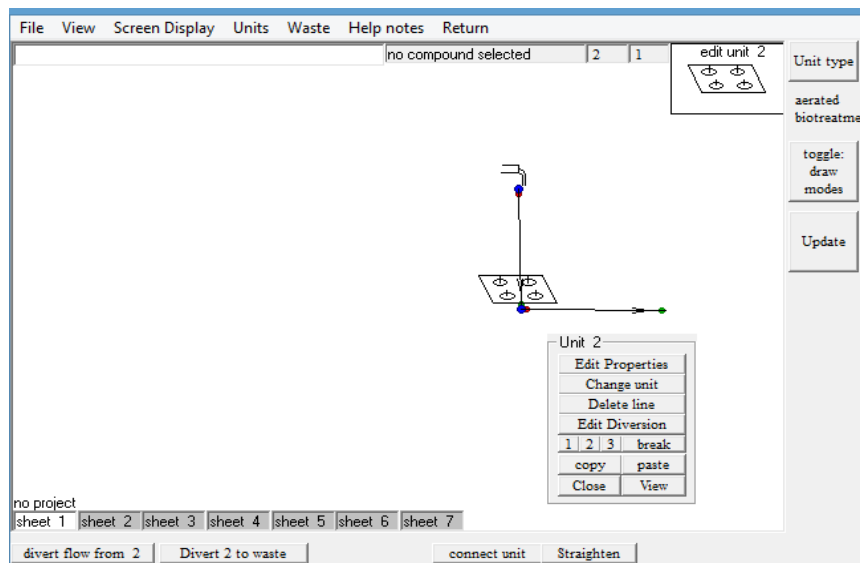 File View Screen Display Units Waste Help notes Return
no compound selected 2 1
edit unit 2
Unit type
aerated
biotreatme
toggle:
draw
modes
Update
Unit 2
Edit Properties
Change unit
Delete line
Edit Diversion
1 2 3 break
copy paste
Close View
no project
sheet 1 sheet 2 sheet 3 sheet 4 sheet 5 sheet 6 sheet 7
divert flow from 2 Divert 2 to waste connect unit Straighten